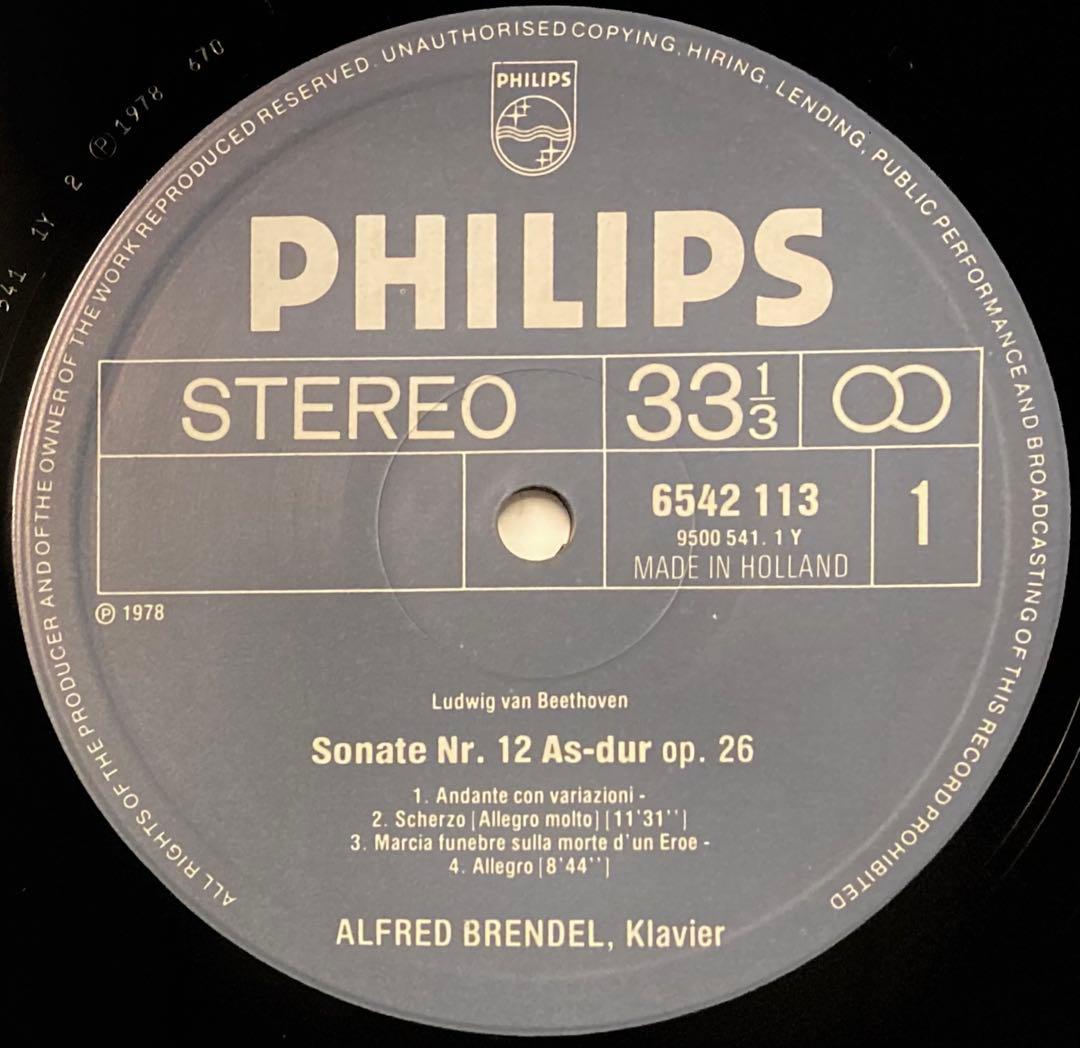 ALL RIGHTS OF THE PRODUCER AND OF THE OWNER OF THE WORK REPRODUCED RESERVED. UNAUTHORISED COPYING, HIRING, LENDING, PUBLIC PERFORMANCE AND BROADCASTING OF THIS RECORD PROHIBITED
541 1Y 2 ℗ 1978 670
PHILIPS
PHILIPS
STEREO 33 1/3
6542 113 1
9500 541. 1 Y
MADE IN HOLLAND
℗ 1978
Ludwig van Beethoven
Sonate Nr. 12 As-dur op. 26
1. Andante con variazioni -
2. Scherzo [Allegro molto] [11'31'']
3. Marcia funebre sulla morte d'un Eroe -
4. Allegro [8'44'']
ALFRED BRENDEL, Klavier